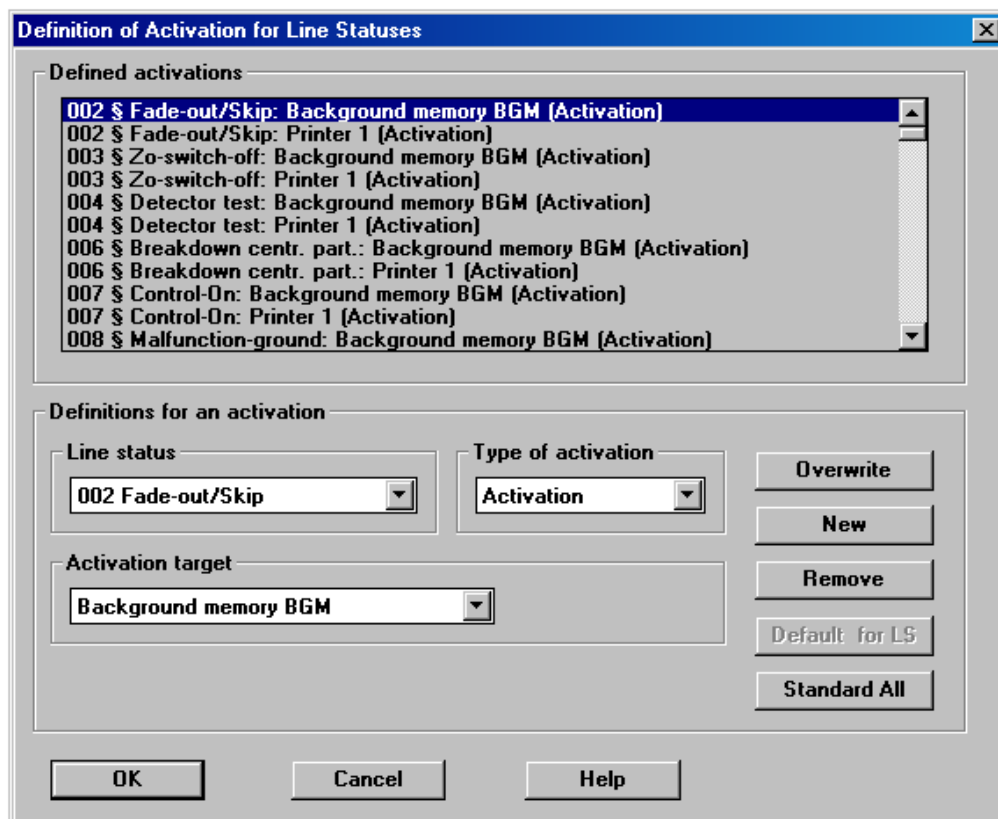 Definition of Activation for Line Statuses
Defined activations
002 § Fade-out/Skip: Background memory BGM (Activation)
002 § Fade-out/Skip: Printer 1 (Activation)
003 § Zo-switch-off: Background memory BGM (Activation)
003 § Zo-switch-off: Printer 1 (Activation)
004 § Detector test: Background memory BGM (Activation)
004 § Detector test: Printer 1 (Activation)
006 § Breakdown centr. part.: Background memory BGM (Activation)
006 § Breakdown centr. part.: Printer 1 (Activation)
007 § Control-On: Background memory BGM (Activation)
007 § Control-On: Printer 1 (Activation)
008 § Malfunction-ground: Background memory BGM (Activation)
Definitions for an activation
Line status
002 Fade-out/Skip
Type of activation
Activation
Activation target
Background memory BGM
Overwrite
New
Remove
Default for LS
Standard All
OK
Cancel
Help